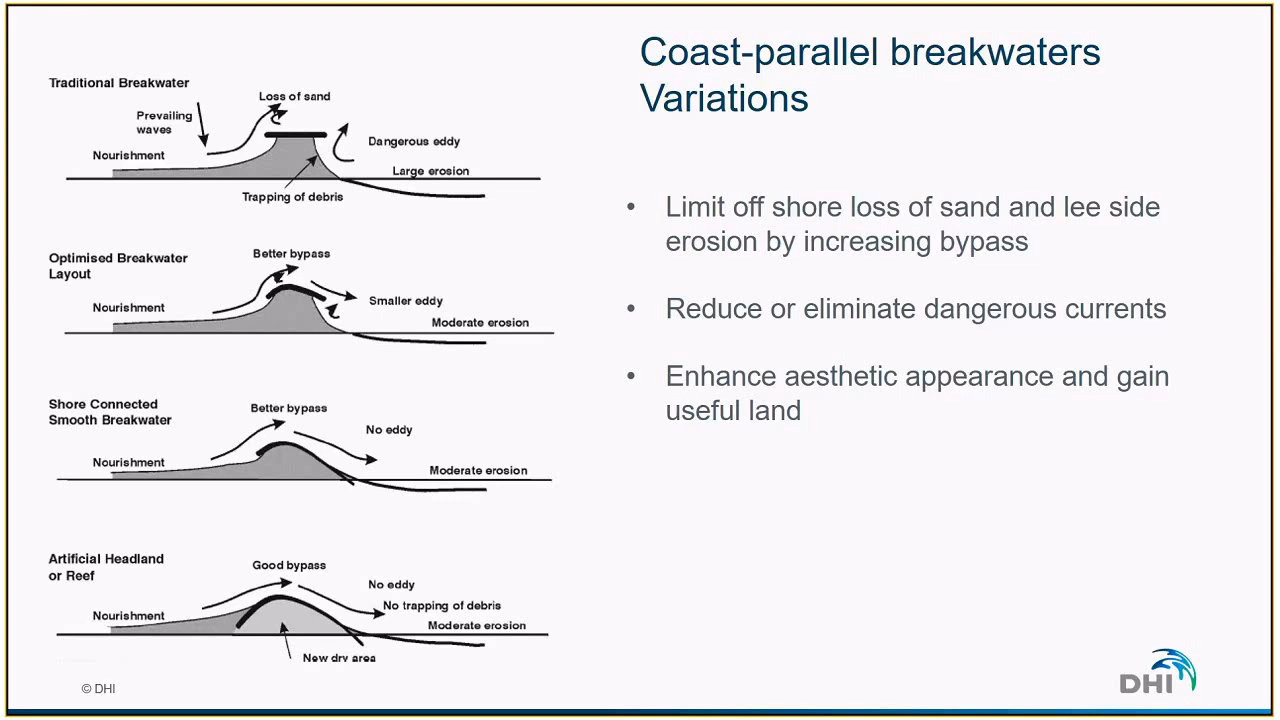 Coast-parallel breakwaters
Variations
Traditional Breakwater
Loss of sand
Prevailing
waves
Dangerous eddy
Nourishment
Large erosion
Trapping of debris
Optimised Breakwater
Layout
Better bypass
Smaller eddy
Nourishment
Moderate erosion
Shore Connected
Smooth Breakwater
Better bypass
No eddy
Nourishment
Moderate erosion
Artificial Headland
or Reef
Good bypass
No eddy
No trapping of debris
Nourishment
Moderate erosion
New dry area
• Limit off shore loss of sand and lee side
erosion by increasing bypass
• Reduce or eliminate dangerous currents
• Enhance aesthetic appearance and gain
useful land
© DHI
DHI